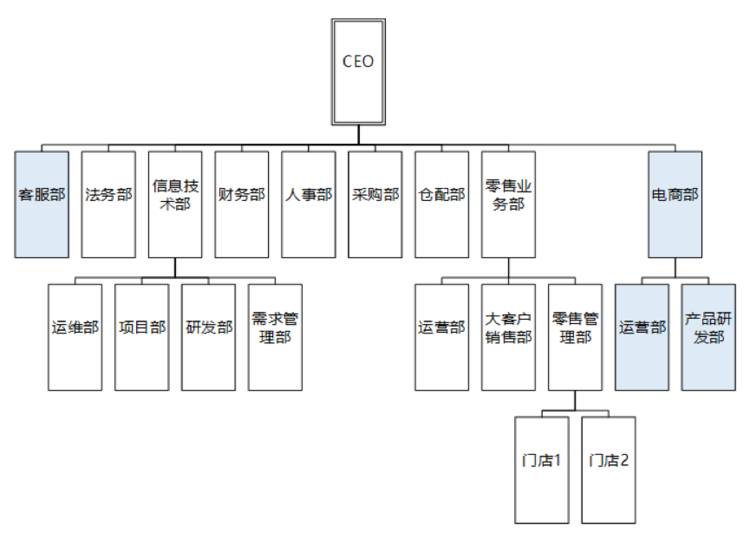 CEO
客服部
法务部
信息技
术部
财务部
人事部
采购部
仓配部
零售业
务部
电商部
运维部
项目部
研发部
需求管
理部
运营部
大客户
销售部
零售管
理部
运营部
产品研
发部
门店1
门店2